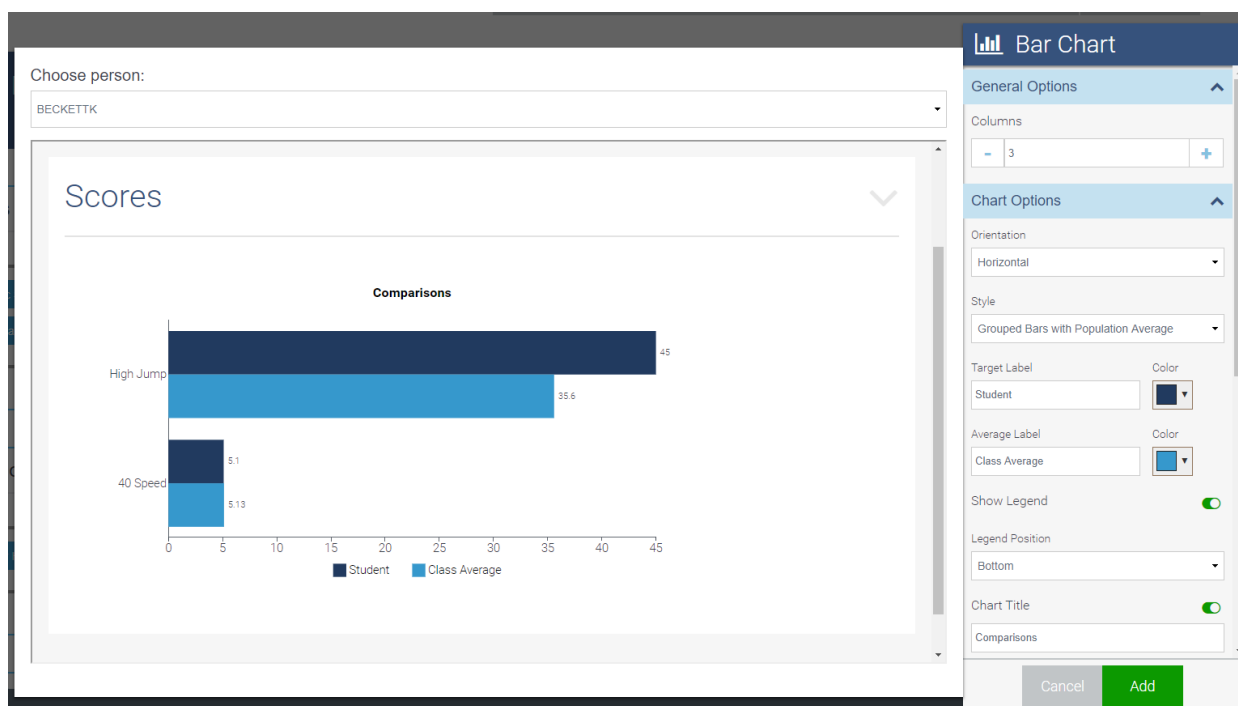 Choose person:
BECKETTK
Scores
Comparisons
High Jump
45
35.6
40 Speed
5.1
5.13
0 5 10 15 20 25 30 35 40 45
Student Class Average
Bar Chart
General Options
Columns
- 3 +
Chart Options
Orientation
Horizontal
Style
Grouped Bars with Population Average
Target Label Color
Student
Average Label Color
Class Average
Show Legend
Legend Position
Bottom
Chart Title
Comparisons
Cancel Add